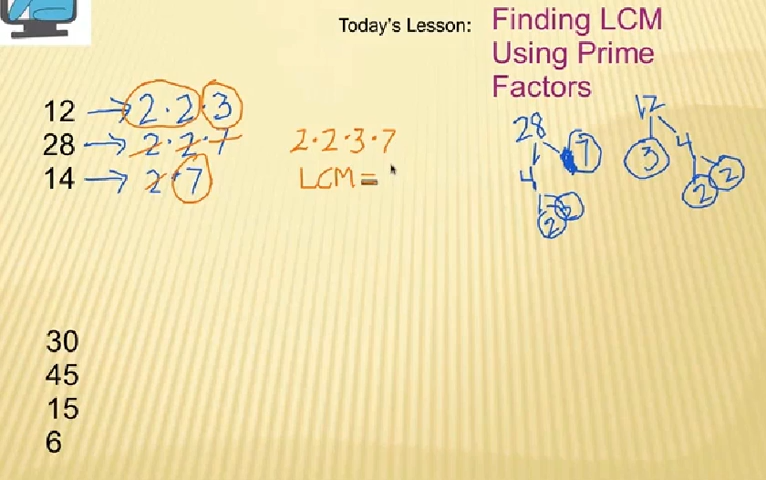 Today's Lesson:
Finding LCM
Using Prime
Factors
12 → 2·2·3
28 → 2·2·7
14 → 2·7
2·2·3·7
LCM =
28
7
4
2 2
12
3
4
2 2
30
45
15
6